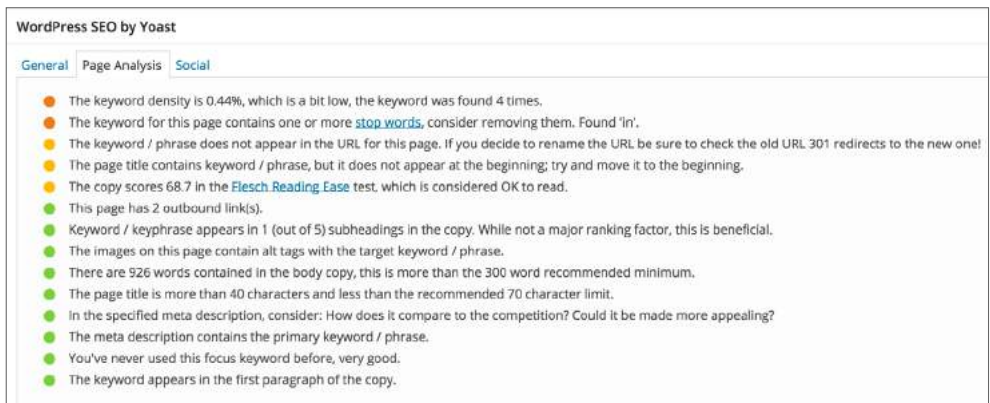 WordPress SEO by Yoast
General Page Analysis Social
The keyword density is 0.44%, which is a bit low, the keyword was found 4 times.
The keyword for this page contains one or more stop words, consider removing them. Found 'in'.
The keyword / phrase does not appear in the URL for this page. If you decide to rename the URL be sure to check the old URL 301 redirects to the new one!
The page title contains keyword / phrase, but it does not appear at the beginning; try and move it to the beginning.
The copy scores 68.7 in the Flesch Reading Ease test, which is considered OK to read.
This page has 2 outbound link(s).
Keyword / keyphrase appears in 1 (out of 5) subheadings in the copy. While not a major ranking factor, this is beneficial.
The images on this page contain alt tags with the target keyword / phrase.
There are 926 words contained in the body copy, this is more than the 300 word recommended minimum.
The page title is more than 40 characters and less than the recommended 70 character limit.
In the specified meta description, consider: How does it compare to the competition? Could it be made more appealing?
The meta description contains the primary keyword / phrase.
You've never used this focus keyword before, very good.
The keyword appears in the first paragraph of the copy.